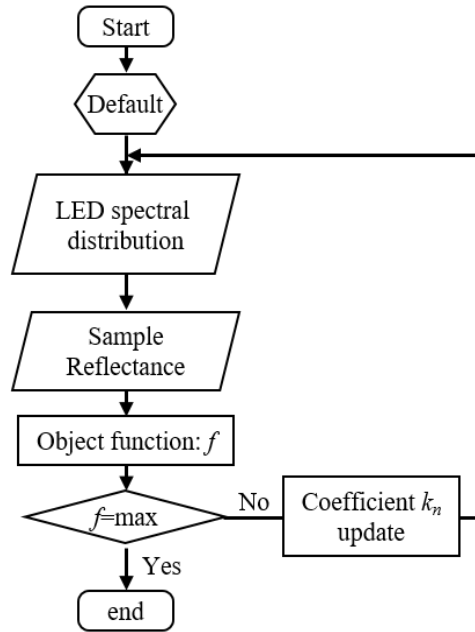 Start
Default
LED spectral
distribution
Sample
Reflectance
Object function: f
f=max
No
Coefficient kₙ
update
Yes
end